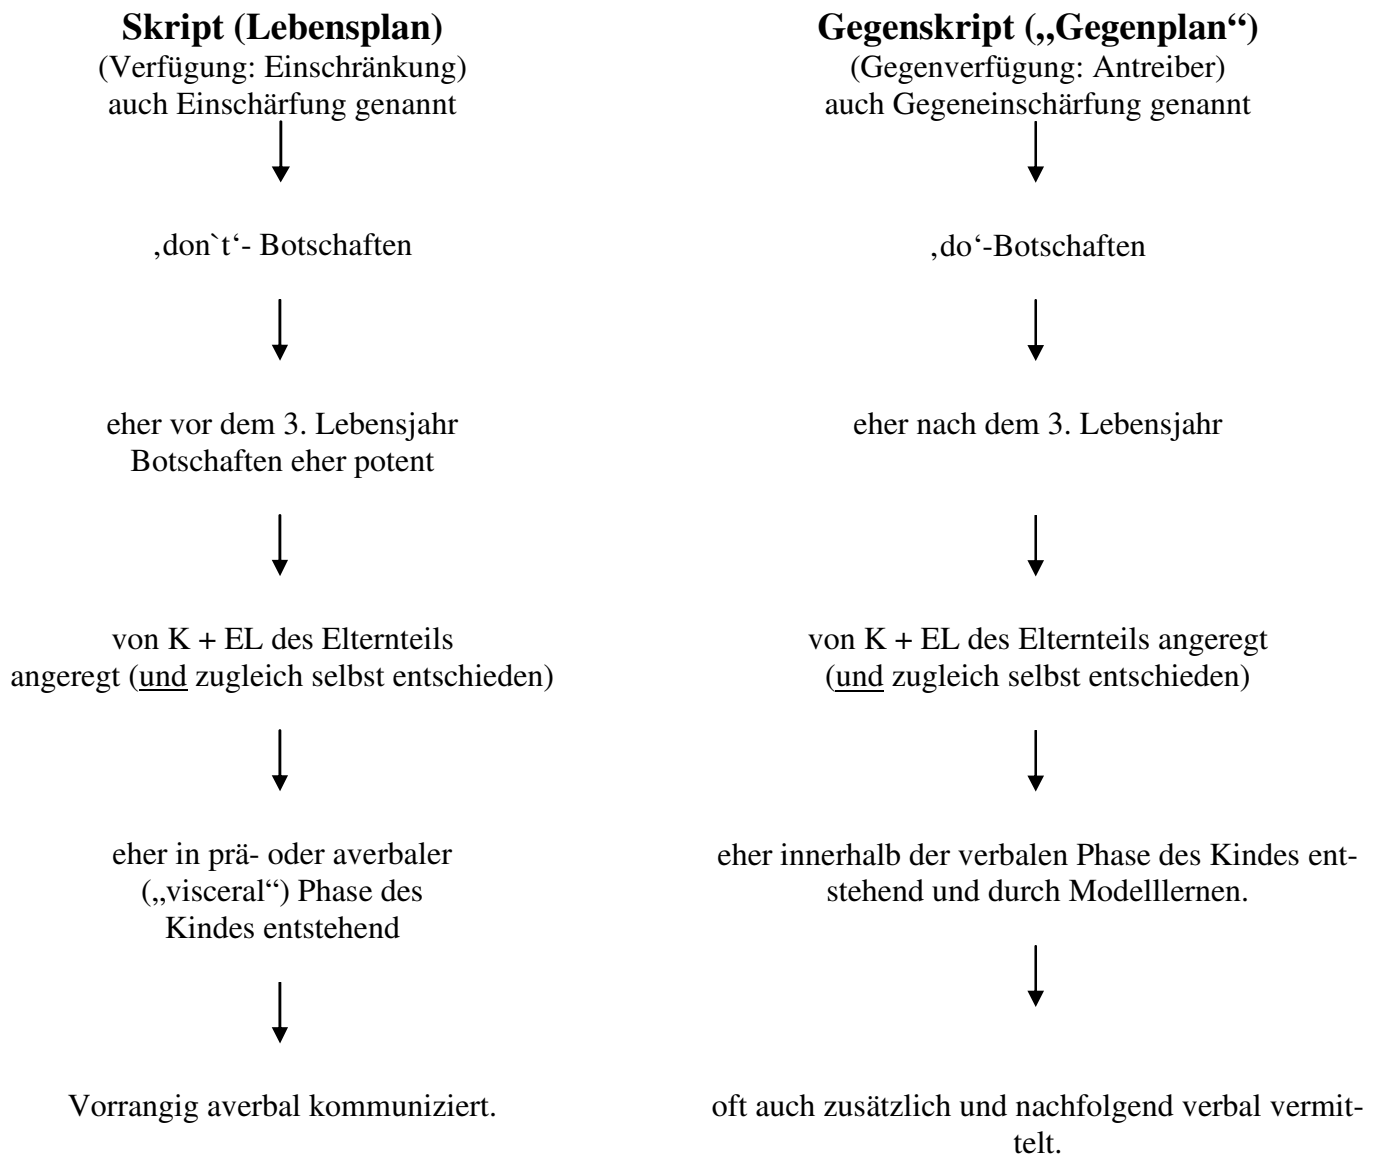 Skript (Lebensplan)
(Verfügung: Einschränkung)
auch Einschärfung genannt
‚don`t‘- Botschaften
eher vor dem 3. Lebensjahr
Botschaften eher potent
von K + EL des Elternteils
angeregt (und zugleich selbst entschieden)
eher in prä- oder averbaler
(„visceral“) Phase des
Kindes entstehend
Vorrangig averbal kommuniziert.
Gegenskript („Gegenplan“)
(Gegenverfügung: Antreiber)
auch Gegeneinschärfung genannt
‚do‘-Botschaften
eher nach dem 3. Lebensjahr
von K + EL des Elternteils angeregt
(und zugleich selbst entschieden)
eher innerhalb der verbalen Phase des Kindes ent-
stehend und durch Modelllernen.
oft auch zusätzlich und nachfolgend verbal vermit-
telt.